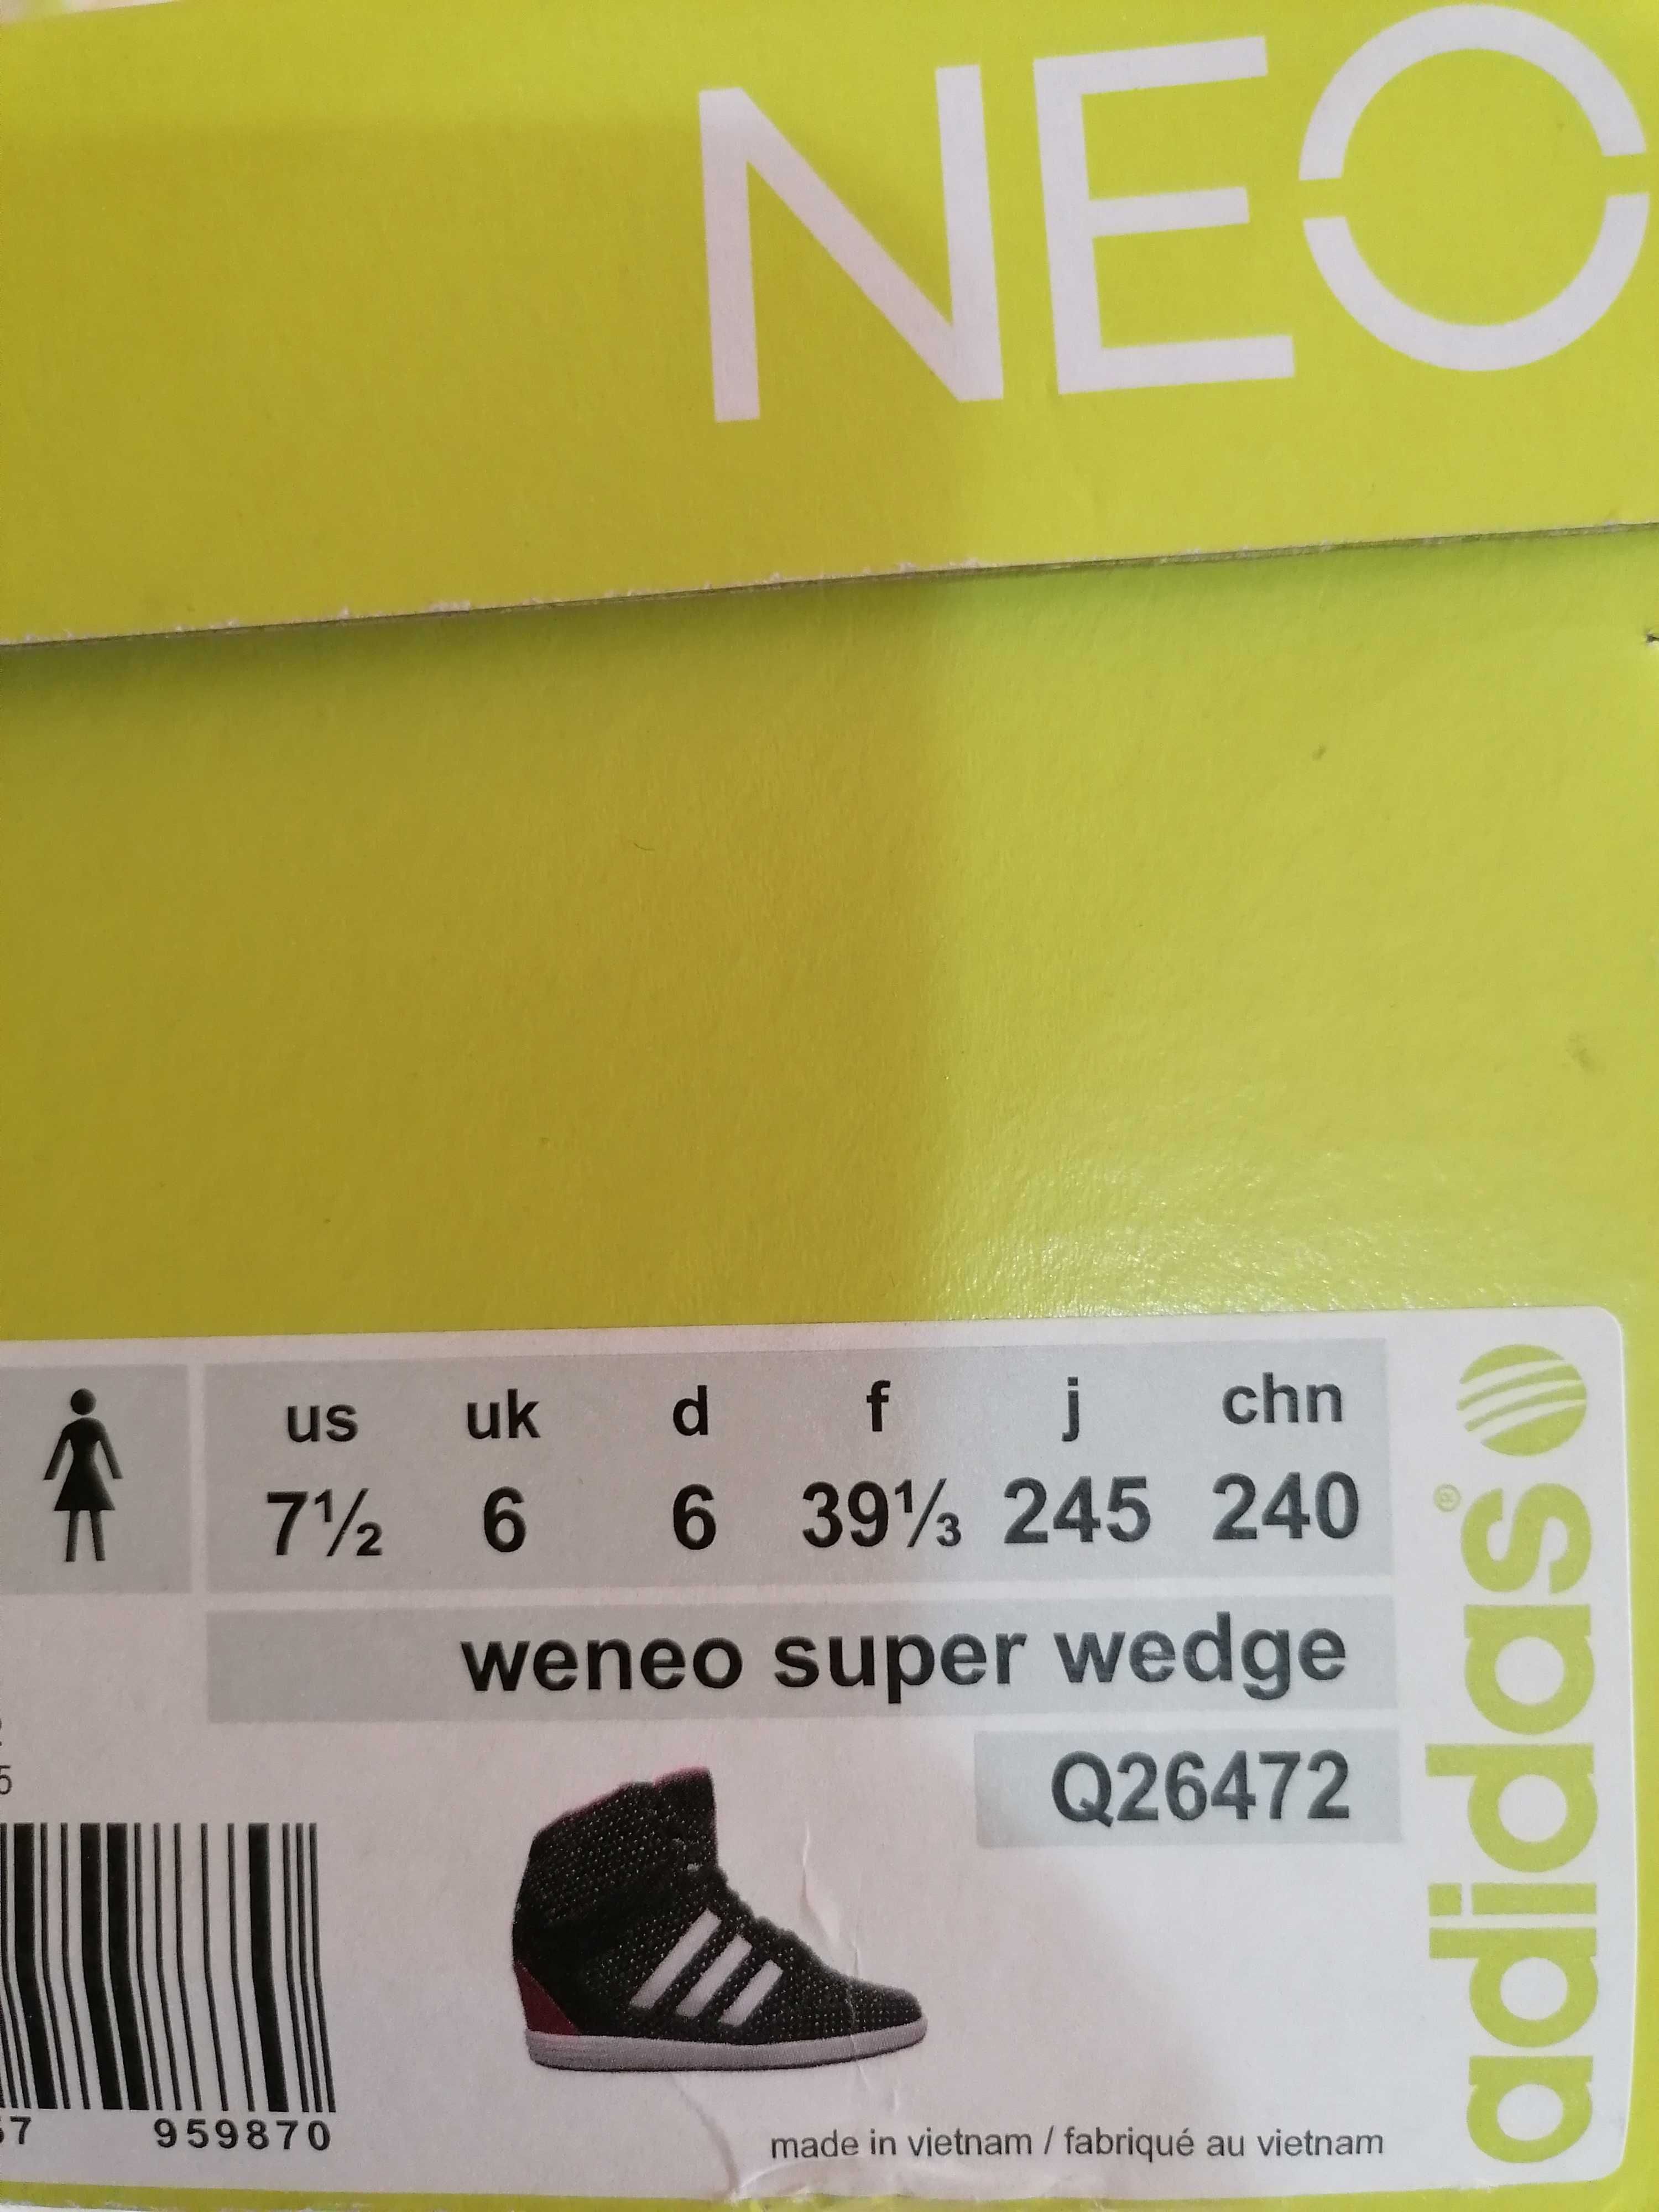 NEO
us uk d f j chn
7½ 6 6 39⅓ 245 240
weneo super wedge
Q26472
5
959870
made in vietnam / fabriqué au vietnam
adidas®